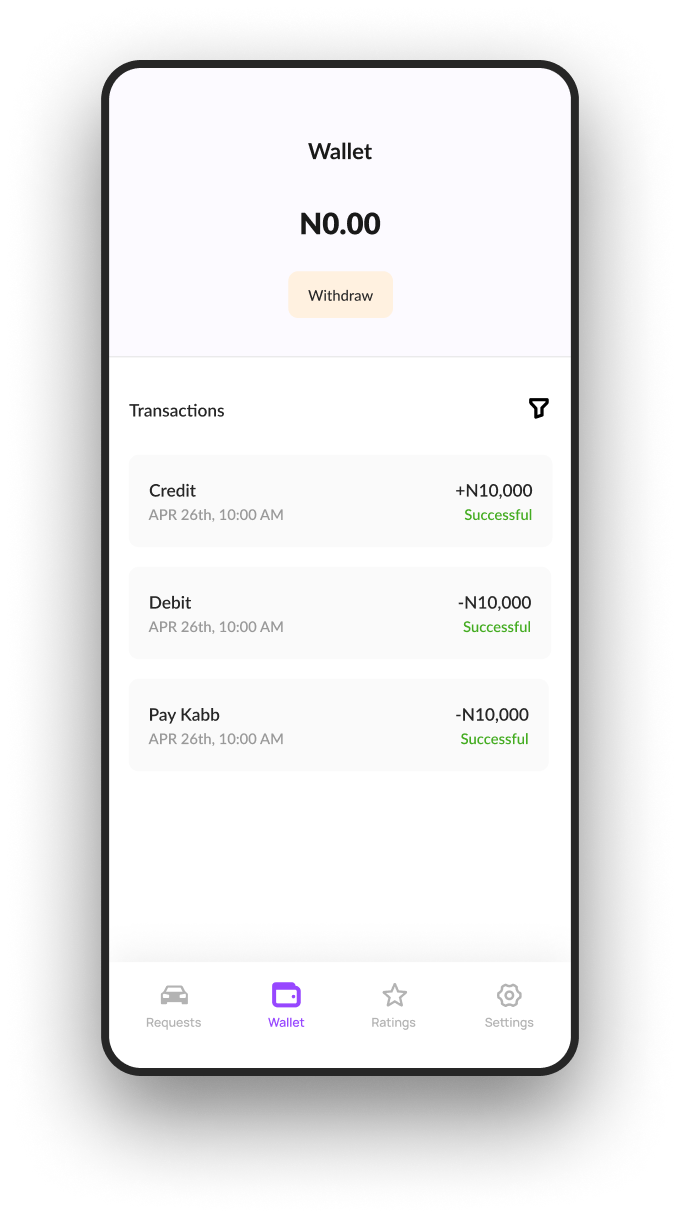 Wallet
N0.00
Withdraw
Transactions
Credit +N10,000
APR 26th, 10:00 AM Successful
Debit -N10,000
APR 26th, 10:00 AM Successful
Pay Kabb -N10,000
APR 26th, 10:00 AM Successful
Requests Wallet Ratings Settings